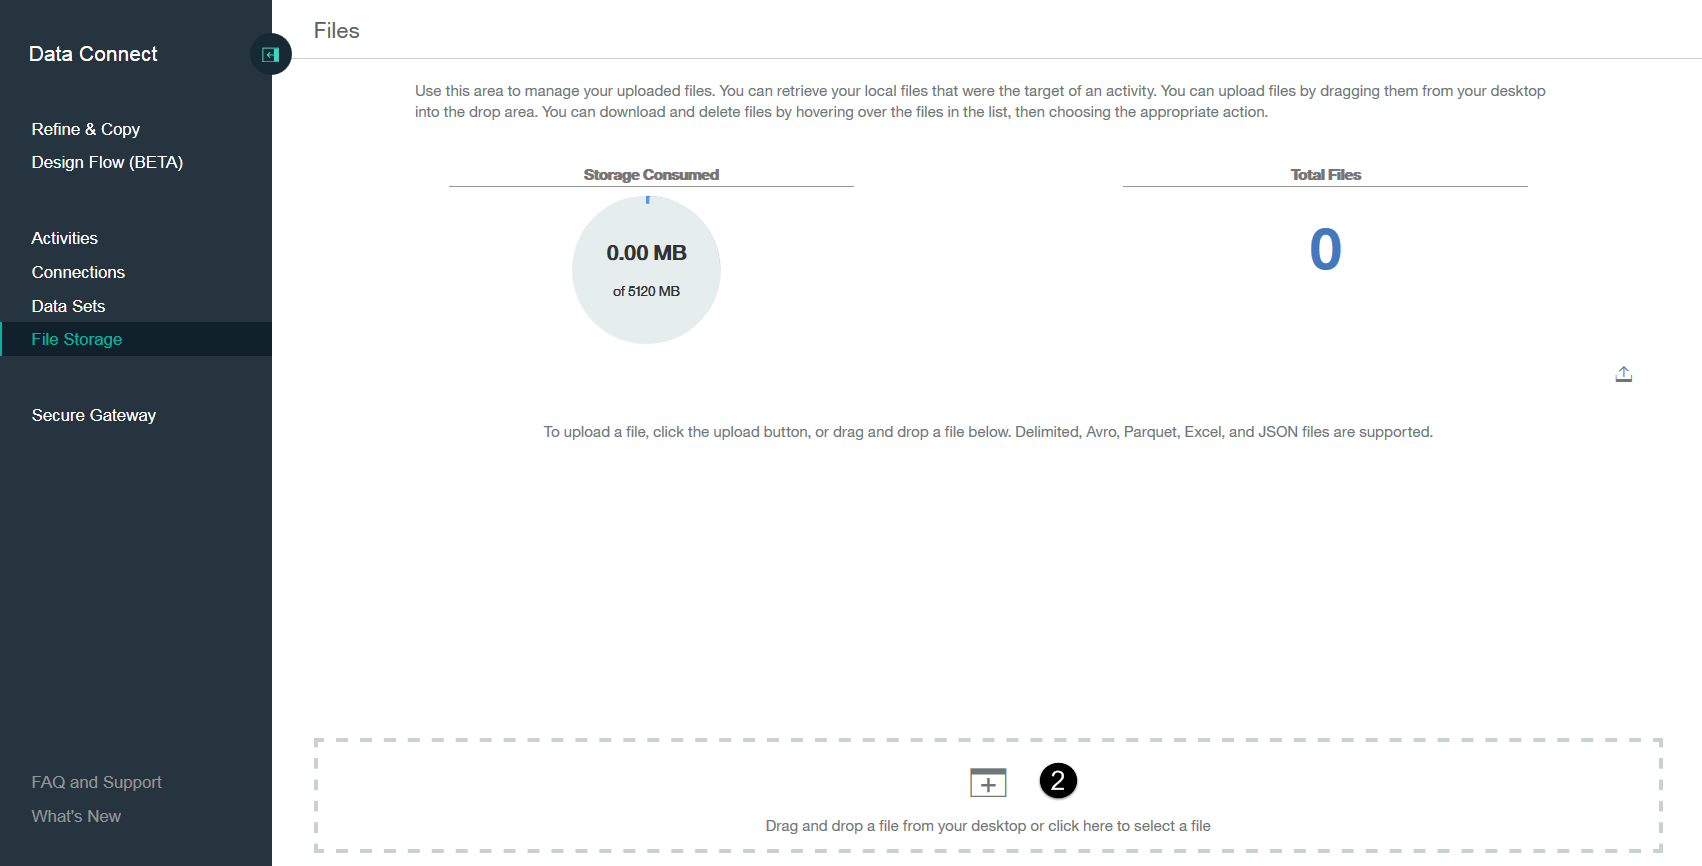 Data Connect
Refine & Copy
Design Flow (BETA)
Activities
Connections
Data Sets
File Storage
Secure Gateway
FAQ and Support
What's New
Files
Use this area to manage your uploaded files. You can retrieve your local files that were the target of an activity. You can upload files by dragging them from your desktop
into the drop area. You can download and delete files by hovering over the files in the list, then choosing the appropriate action.
Storage Consumed
0.00 MB
of 5120 MB
Total Files
0
To upload a file, click the upload button, or drag and drop a file below. Delimited, Avro, Parquet, Excel, and JSON files are supported.
2
Drag and drop a file from your desktop or click here to select a file